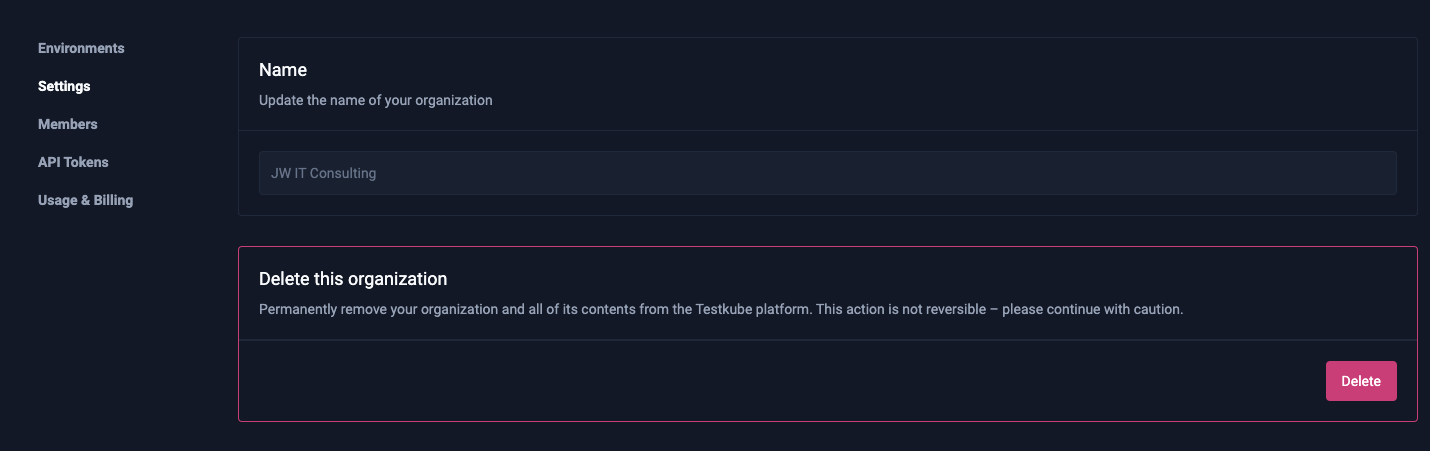 Environments
Settings
Members
API Tokens
Usage & Billing
Name
Update the name of your organization
JW IT Consulting
Delete this organization
Permanently remove your organization and all of its contents from the Testkube platform. This action is not reversible – please continue with caution.
Delete